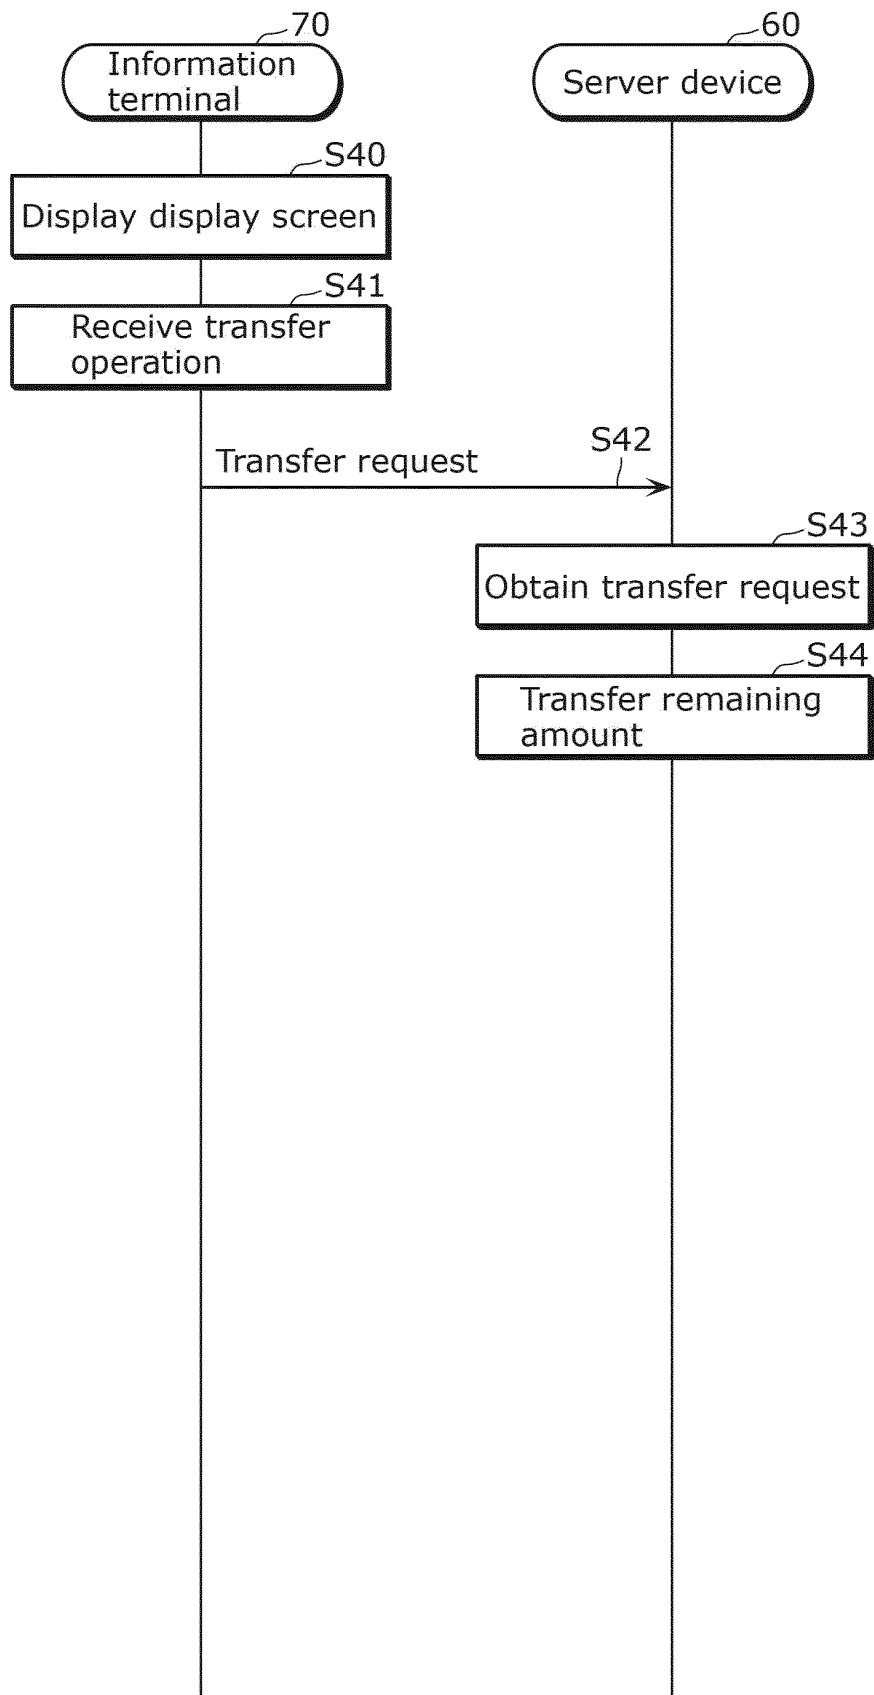 70
Information
terminal
60
Server device
S40
Display display screen
S41
Receive transfer
operation
Transfer request
S42
S43
Obtain transfer request
S44
Transfer remaining
amount